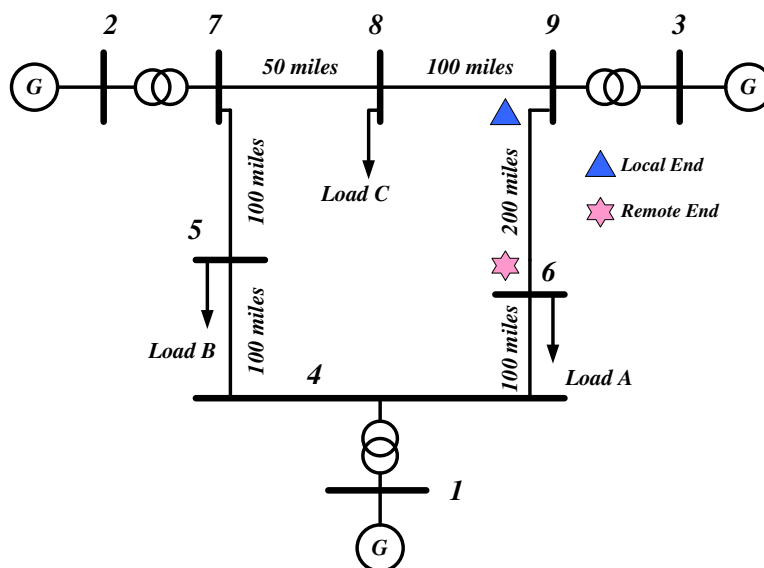 2
7
8
9
3
G
50 miles
100 miles
G
Load C
100 miles
200 miles
Local End
Remote End
5
6
Load B
100 miles
4
100 miles
Load A
1
G